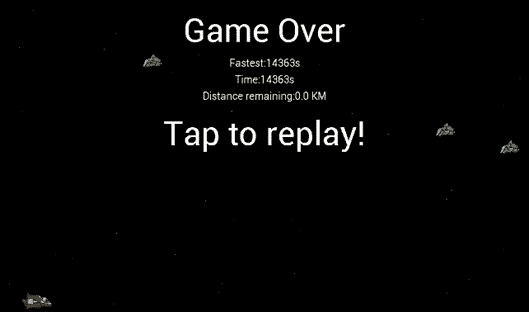 Game Over
Fastest:14363s
Time:14363s
Distance remaining:0.0 KM
Tap to replay!